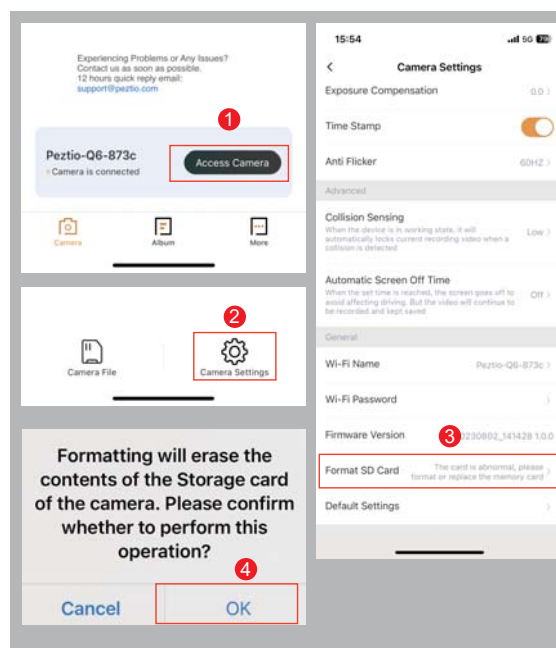 Experiencing Problems or Any Issues?
Contact us as soon as possible.
12 hours quick reply email:
support@peztio.com
1
Peztio-Q6-873c
Camera is connected
Access Camera
Camera
Album
More
2
Camera File
Camera Settings
Formatting will erase the
contents of the Storage card
of the camera. Please confirm
whether to perform this
operation?
4
Cancel
OK
15:54
5G
Camera Settings
Exposure Compensation
0.0 >
Time Stamp
Anti Flicker
60HZ >
Advanced
Collision Sensing
When the device is in working state, it will
automatically locks current recording video when a
collision is detected
Low >
Automatic Screen Off Time
When the set time is reached, the screen goes off to
avoid affecting driving. But the video will continue to
be recorded and kept saved
Off >
General
Wi-Fi Name
Peztio-Q6-873c >
Wi-Fi Password
Firmware Version
3
0230802_141428 1.0.0
Format SD Card
The card is abnormal, please
format or replace the memory card >
Default Settings